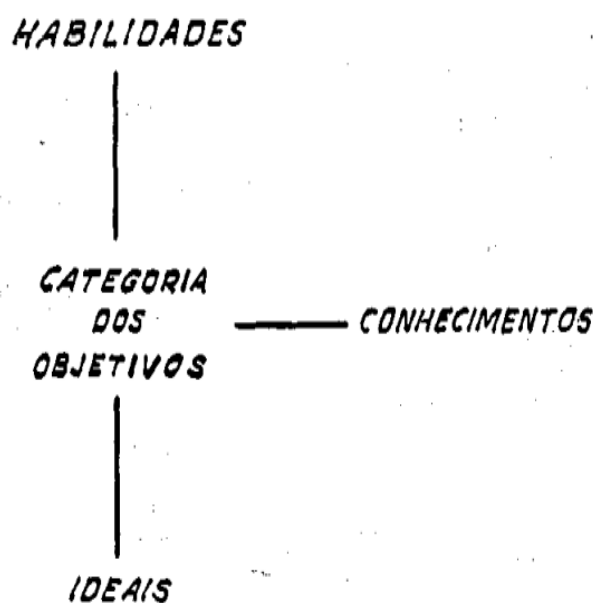 HABILIDADES
CATEGORIA
DOS
OBJETIVOS
CONHECIMENTOS
IDEAIS